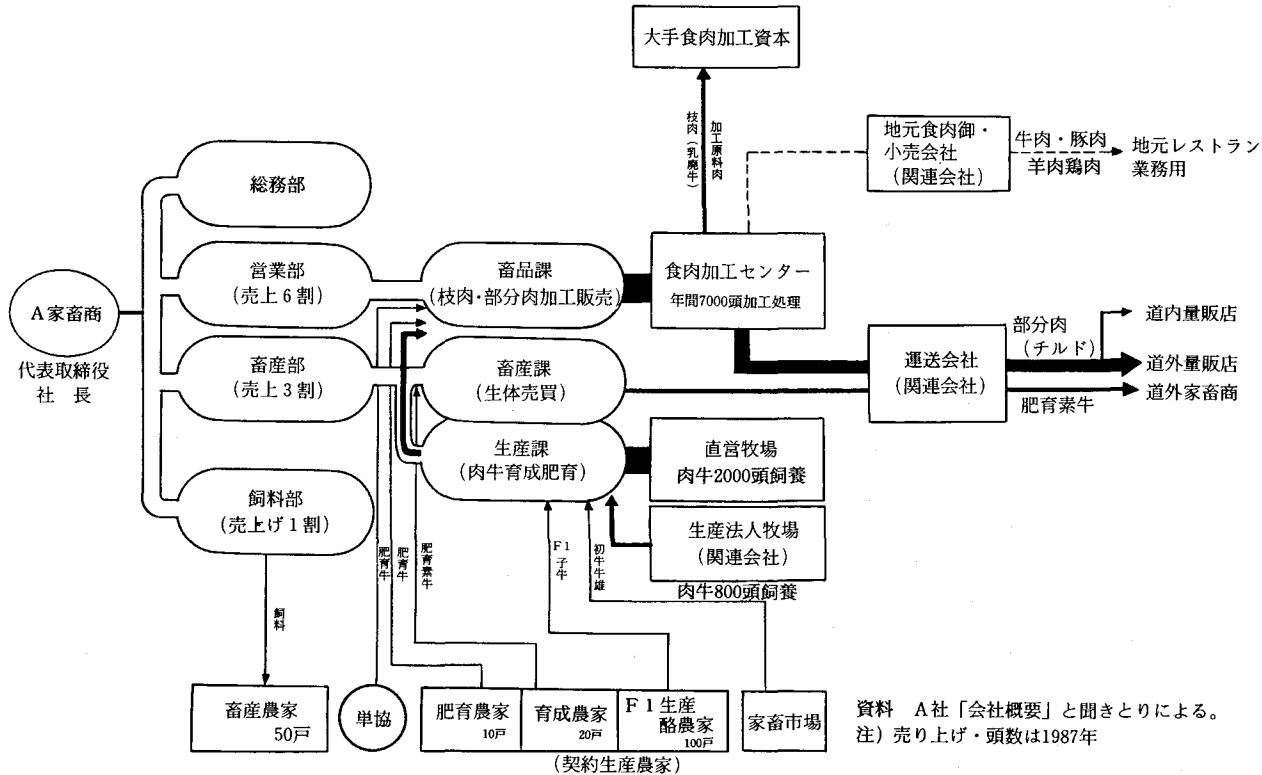 大手食肉加工資本
枝肉(乳廃牛)
加工原料肉
地元食肉御・
小売会社
(関連会社)
牛肉・豚肉
羊肉鶏肉
地元レストラン
業務用
総務部
営業部
(売上6割)
畜品課
(枝肉・部分肉加工販売)
食肉加工センター
年間7000頭加工処理
A家畜商
代表取締役
社 長
畜産部
(売上3割)
畜産課
(生体売買)
運送会社
(関連会社)
部分肉
(チルド)
道内量販店
道外量販店
道外家畜商
肥育素牛
生産課
(肉牛育成肥育)
直営牧場
肉牛2000頭飼養
飼料部
(売上げ1割)
生産法人牧場
(関連会社)
肉牛800頭飼養
肥育牛
肥育牛
肥育素牛
F1子牛
初牛牛雄
飼料
畜産農家
50戸
単協
肥育農家
10戸
育成農家
20戸
F1生産
酪農家
100戸
家畜市場
(契約生産農家)
資料 A社「会社概要」と聞きとりによる。
注)売り上げ・頭数は1987年